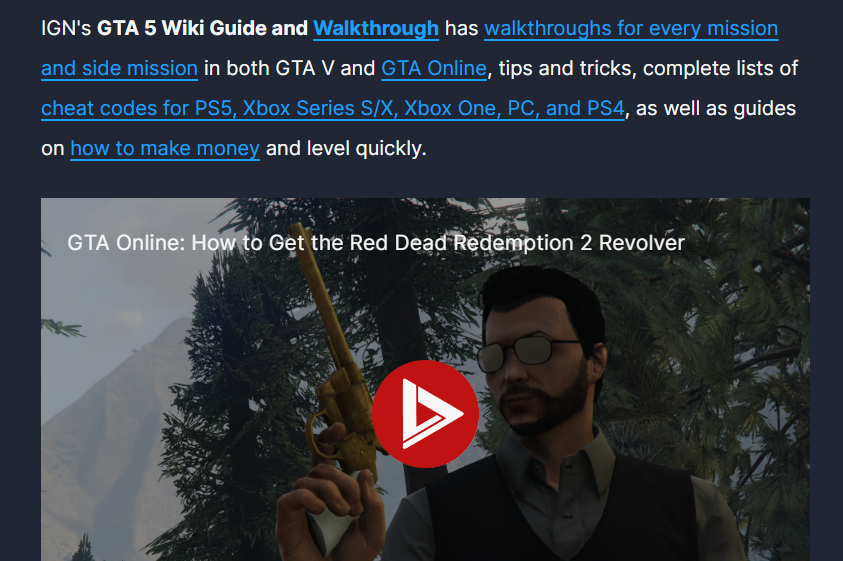 IGN's GTA 5 Wiki Guide and Walkthrough has walkthroughs for every mission
and side mission in both GTA V and GTA Online, tips and tricks, complete lists of
cheat codes for PS5, Xbox Series S/X, Xbox One, PC, and PS4, as well as guides
on how to make money and level quickly.
GTA Online: How to Get the Red Dead Redemption 2 Revolver